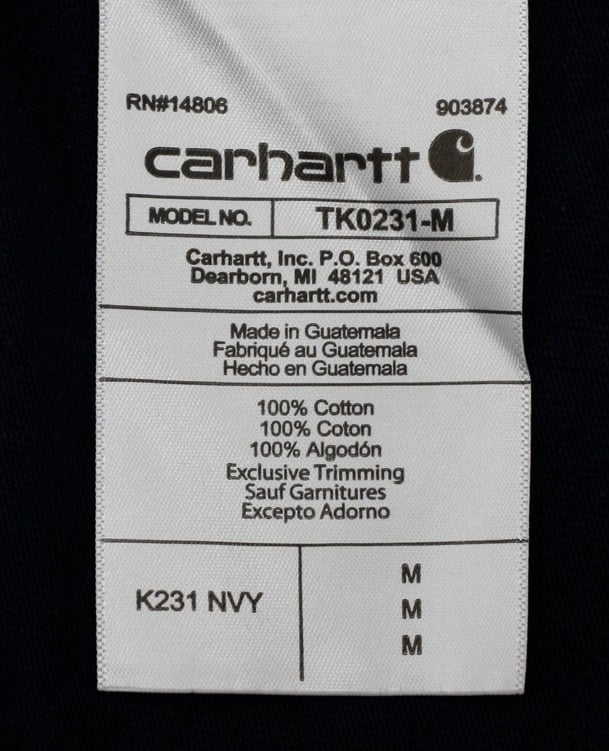 RN#14806 903874
carhartt
MODEL NO. TK0231-M
Carhartt, Inc. P.O. Box 600
Dearborn, MI 48121 USA
carhartt.com
Made in Guatemala
Fabriqué au Guatemala
Hecho en Guatemala
100% Cotton
100% Coton
100% Algodón
Exclusive Trimming
Sauf Garnitures
Excepto Adorno
K231 NVY
M
M
M